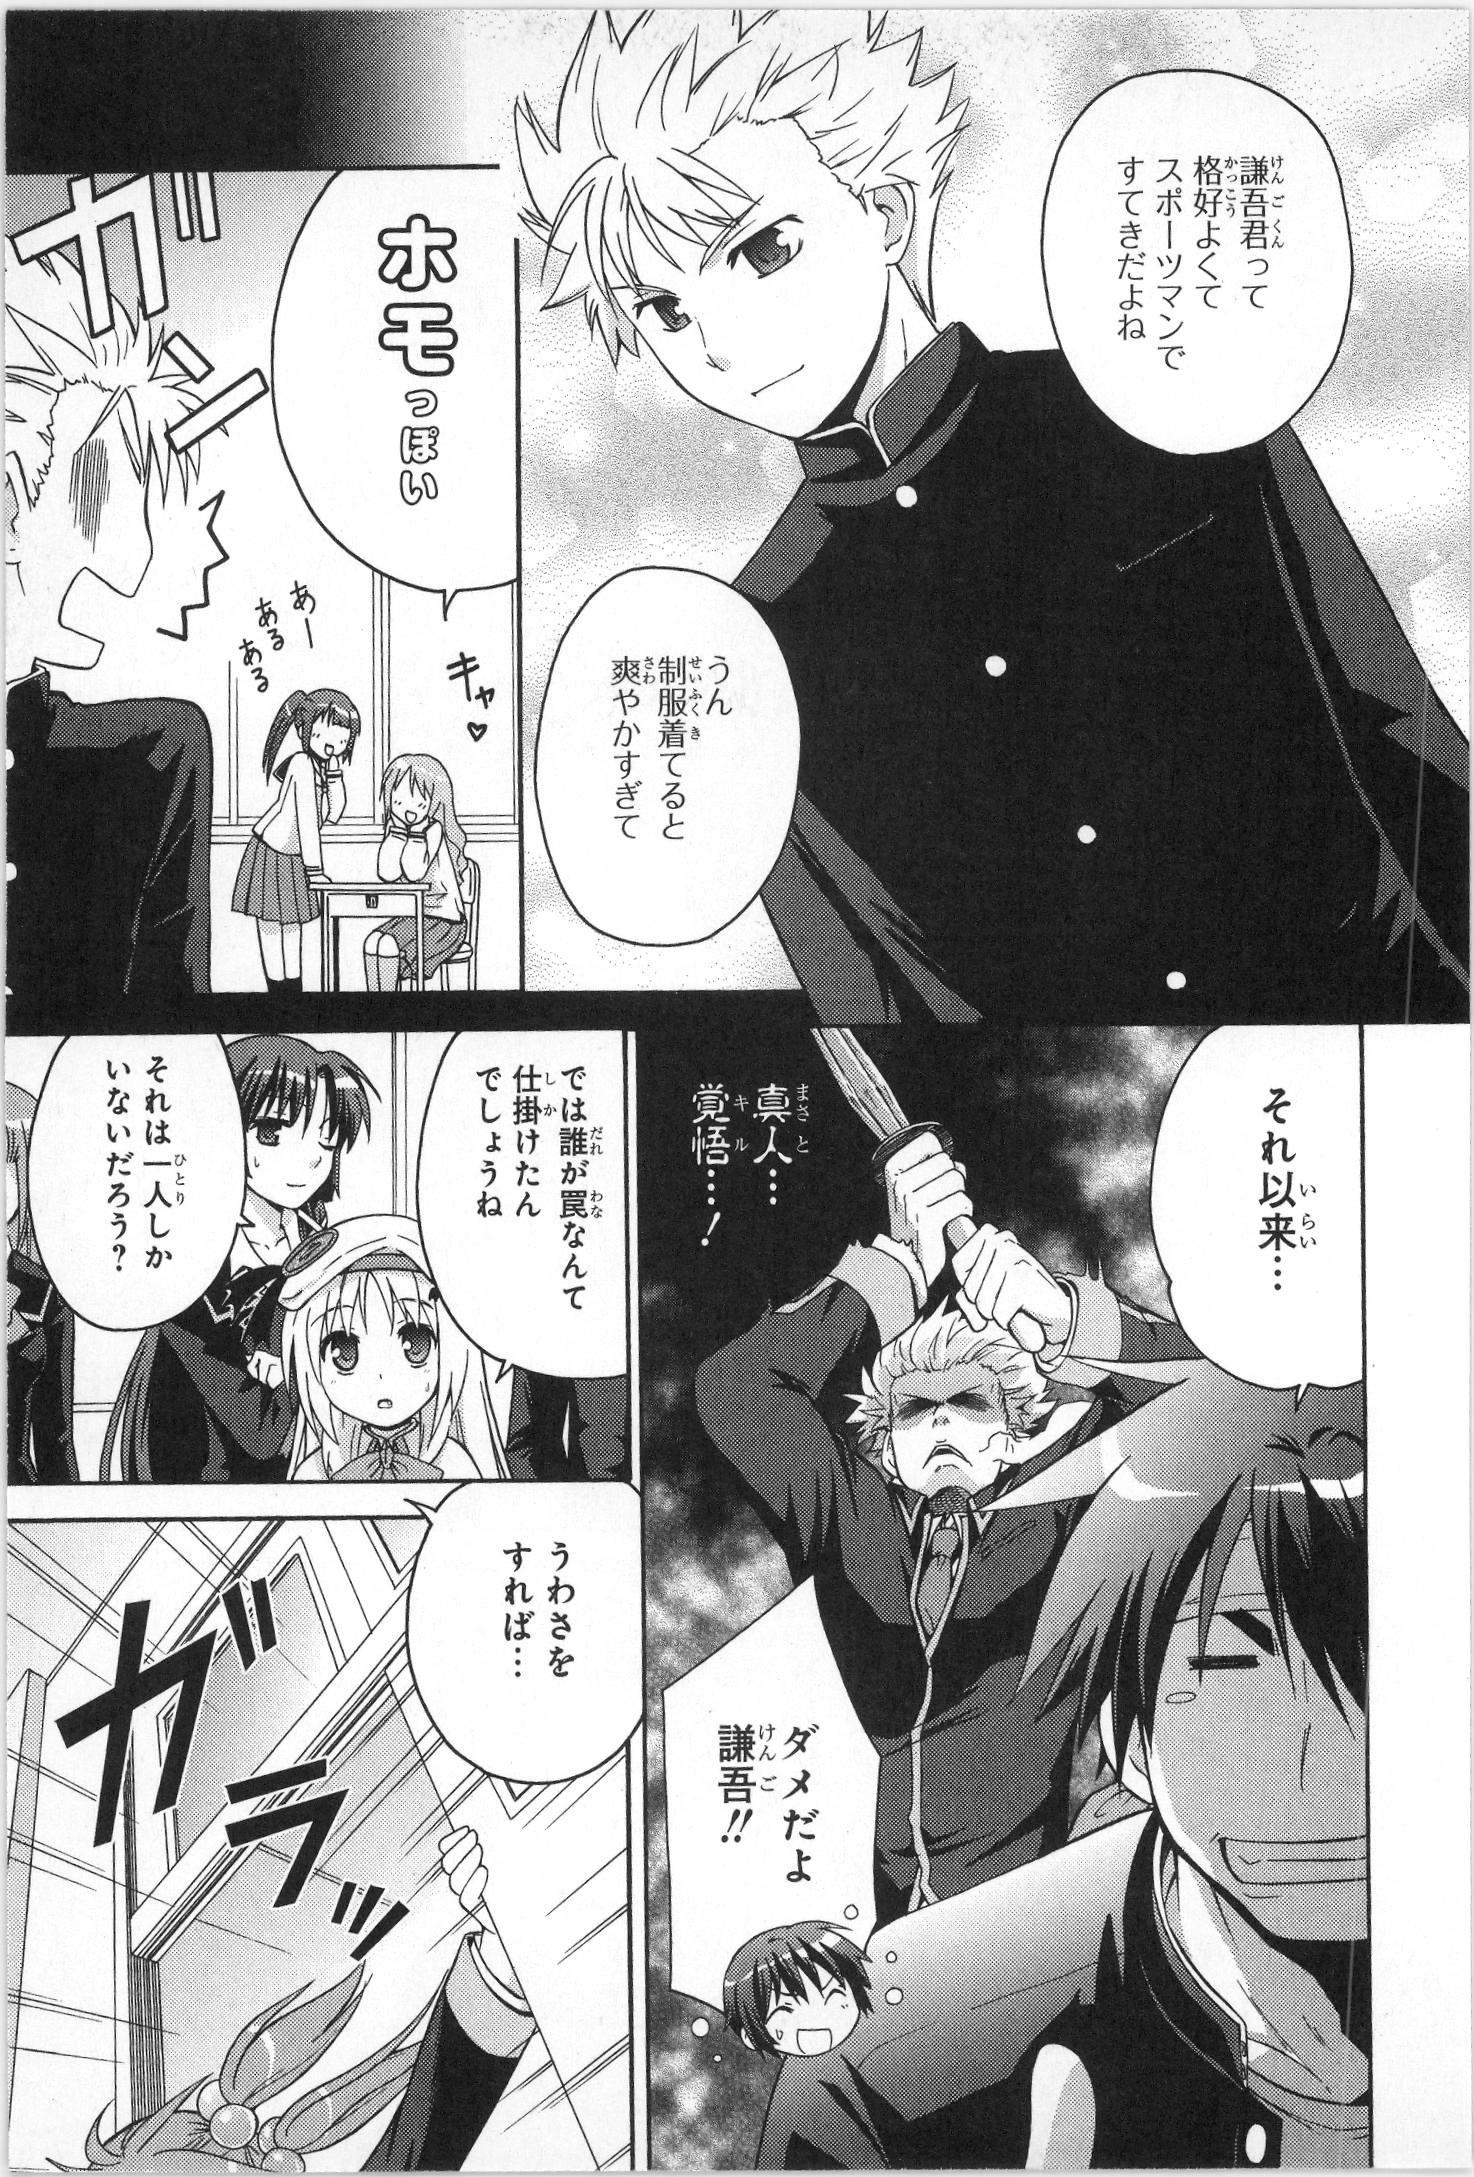 謙吾君って
格好よくて
スポーツマンで
すてきだよね
うん
制服着てると
爽やかすぎて
ホモっぽい
キャ♥
あー
あるある
ガガーン
それ以来…
真人…
覚悟…!
ダメだよ
謙吾!!
では誰が罠なんて
仕掛けたん
でしょうね
それは一人しか
いないだろう?
うわさを
すれば…
ガラッ